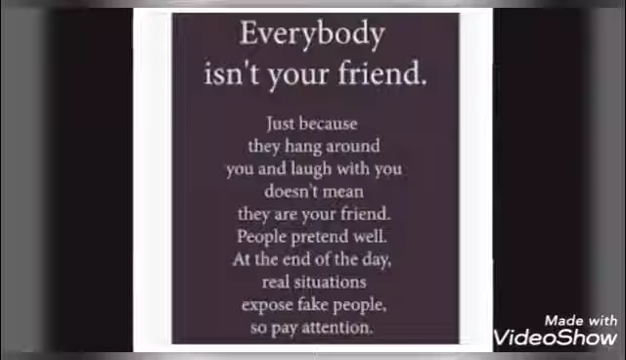 Everybody
isn't your friend.
Just because
they hang around
you and laugh with you
doesn't mean
they are your friend.
People pretend well.
At the end of the day,
real situations
expose fake people,
so pay attention.
Made with
VideoShow